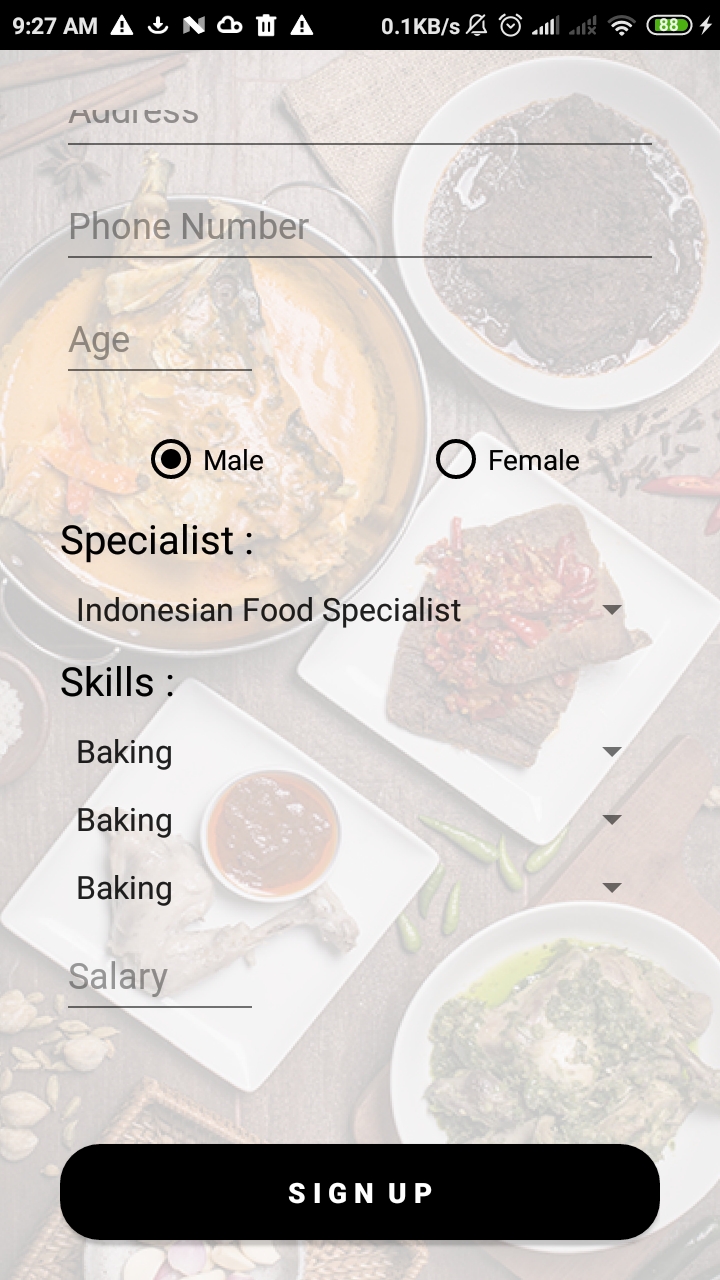 9:27 AM 0.1KB/s 88
Address
Phone Number
Age
Male Female
Specialist :
Indonesian Food Specialist
Skills :
Baking
Baking
Baking
Salary
SIGN UP